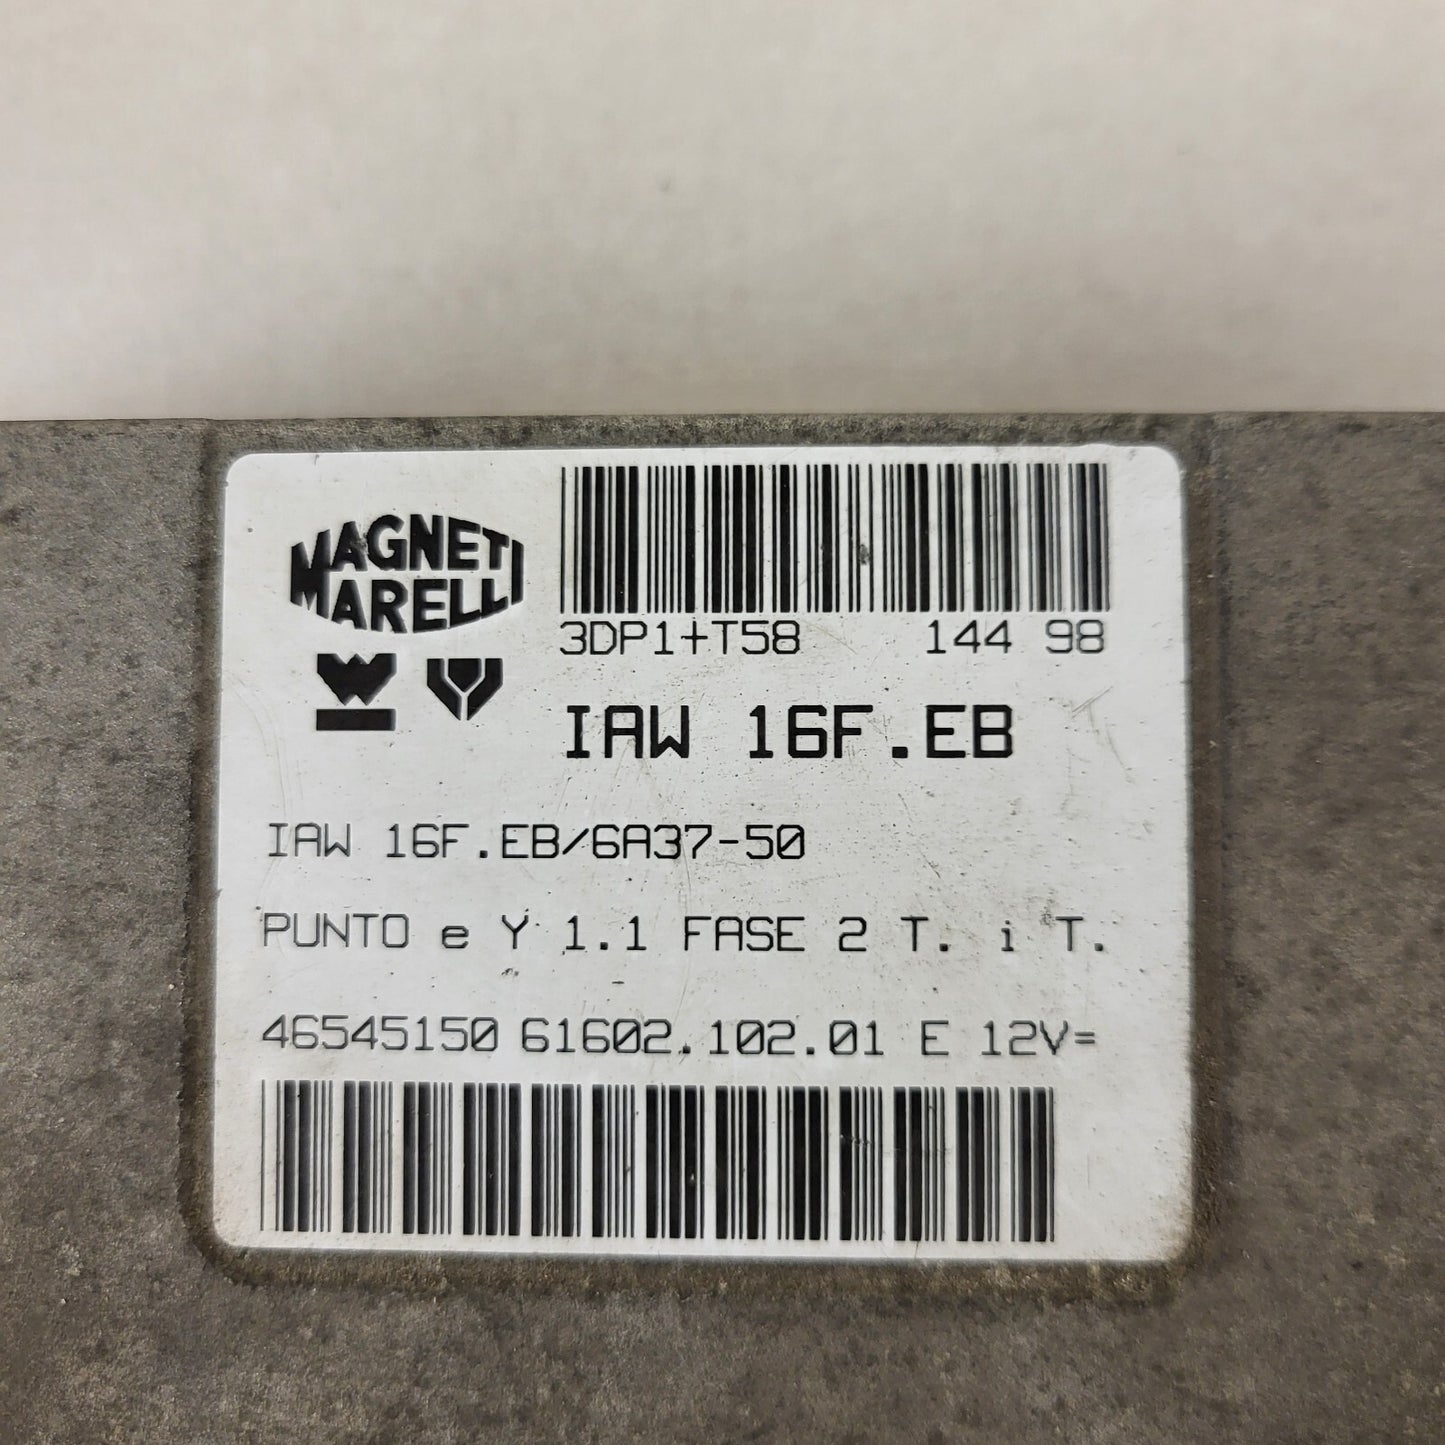 MAGNETI
MARELLI
3DP1+T58 144 98
IAW 16F.EB
IAW 16F.EB/6A37-50
PUNTO e Y 1.1 FASE 2 T. i T.
46545150 61602.102.01 E 12V=